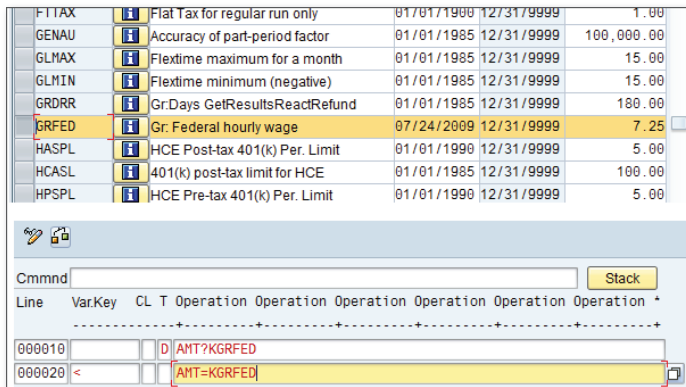 FTTAX Flat Tax for regular run only 01/01/1900 12/31/9999 1.00
GENAU Accuracy of part-period factor 01/01/1985 12/31/9999 100,000.00
GLMAX Flextime maximum for a month 01/01/1985 12/31/9999 15.00
GLMIN Flextime minimum (negative) 01/01/1985 12/31/9999 15.00
GRDRR Gr:Days GetResultsReactRefund 01/01/1985 12/31/9999 180.00
GRFED Gr: Federal hourly wage 07/24/2009 12/31/9999 7.25
HASPL HCE Post-tax 401(k) Per. Limit 01/01/1990 12/31/9999 5.00
HCASL 401(k) post-tax limit for HCE 01/01/1985 12/31/9999 100.00
HPSPL HCE Pre-tax 401(k) Per. Limit 01/01/1990 12/31/9999 5.00
Cmmnd Stack
Line Var.Key CL T Operation Operation Operation Operation Operation Operation *
--------------+---------+---------+---------+---------+---------+---------+
000010 D AMT?KGRFED
000020 < AMT=KGRFED